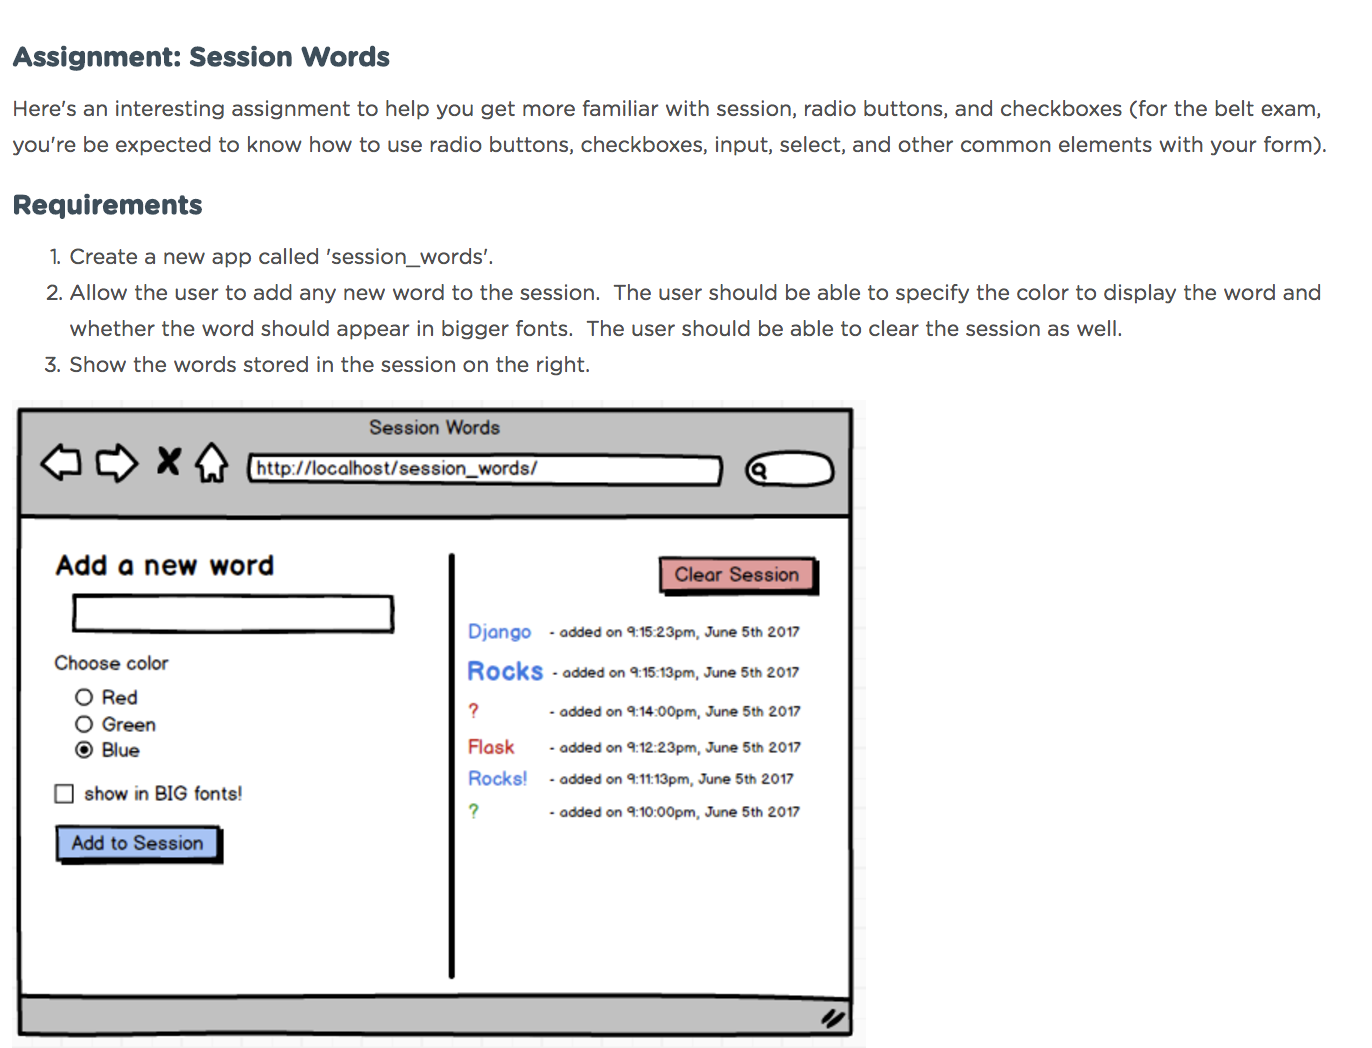 Assignment: Session Words
Here's an interesting assignment to help you get more familiar with session, radio buttons, and checkboxes (for the belt exam,
you're be expected to know how to use radio buttons, checkboxes, input, select, and other common elements with your form).
Requirements
1. Create a new app called 'session_words'.
2. Allow the user to add any new word to the session.  The user should be able to specify the color to display the word and
whether the word should appear in bigger fonts.  The user should be able to clear the session as well.
3. Show the words stored in the session on the right.
Session Words
http://localhost/session_words/
Add a new word
Choose color
Red
Green
Blue
show in BIG fonts!
Add to Session
Clear Session
Django - added on 9:15:23pm, June 5th 2017
Rocks - added on 9:15:13pm, June 5th 2017
? - added on 9:14:00pm, June 5th 2017
Flask - added on 9:12:23pm, June 5th 2017
Rocks! - added on 9:11:13pm, June 5th 2017
? - added on 9:10:00pm, June 5th 2017